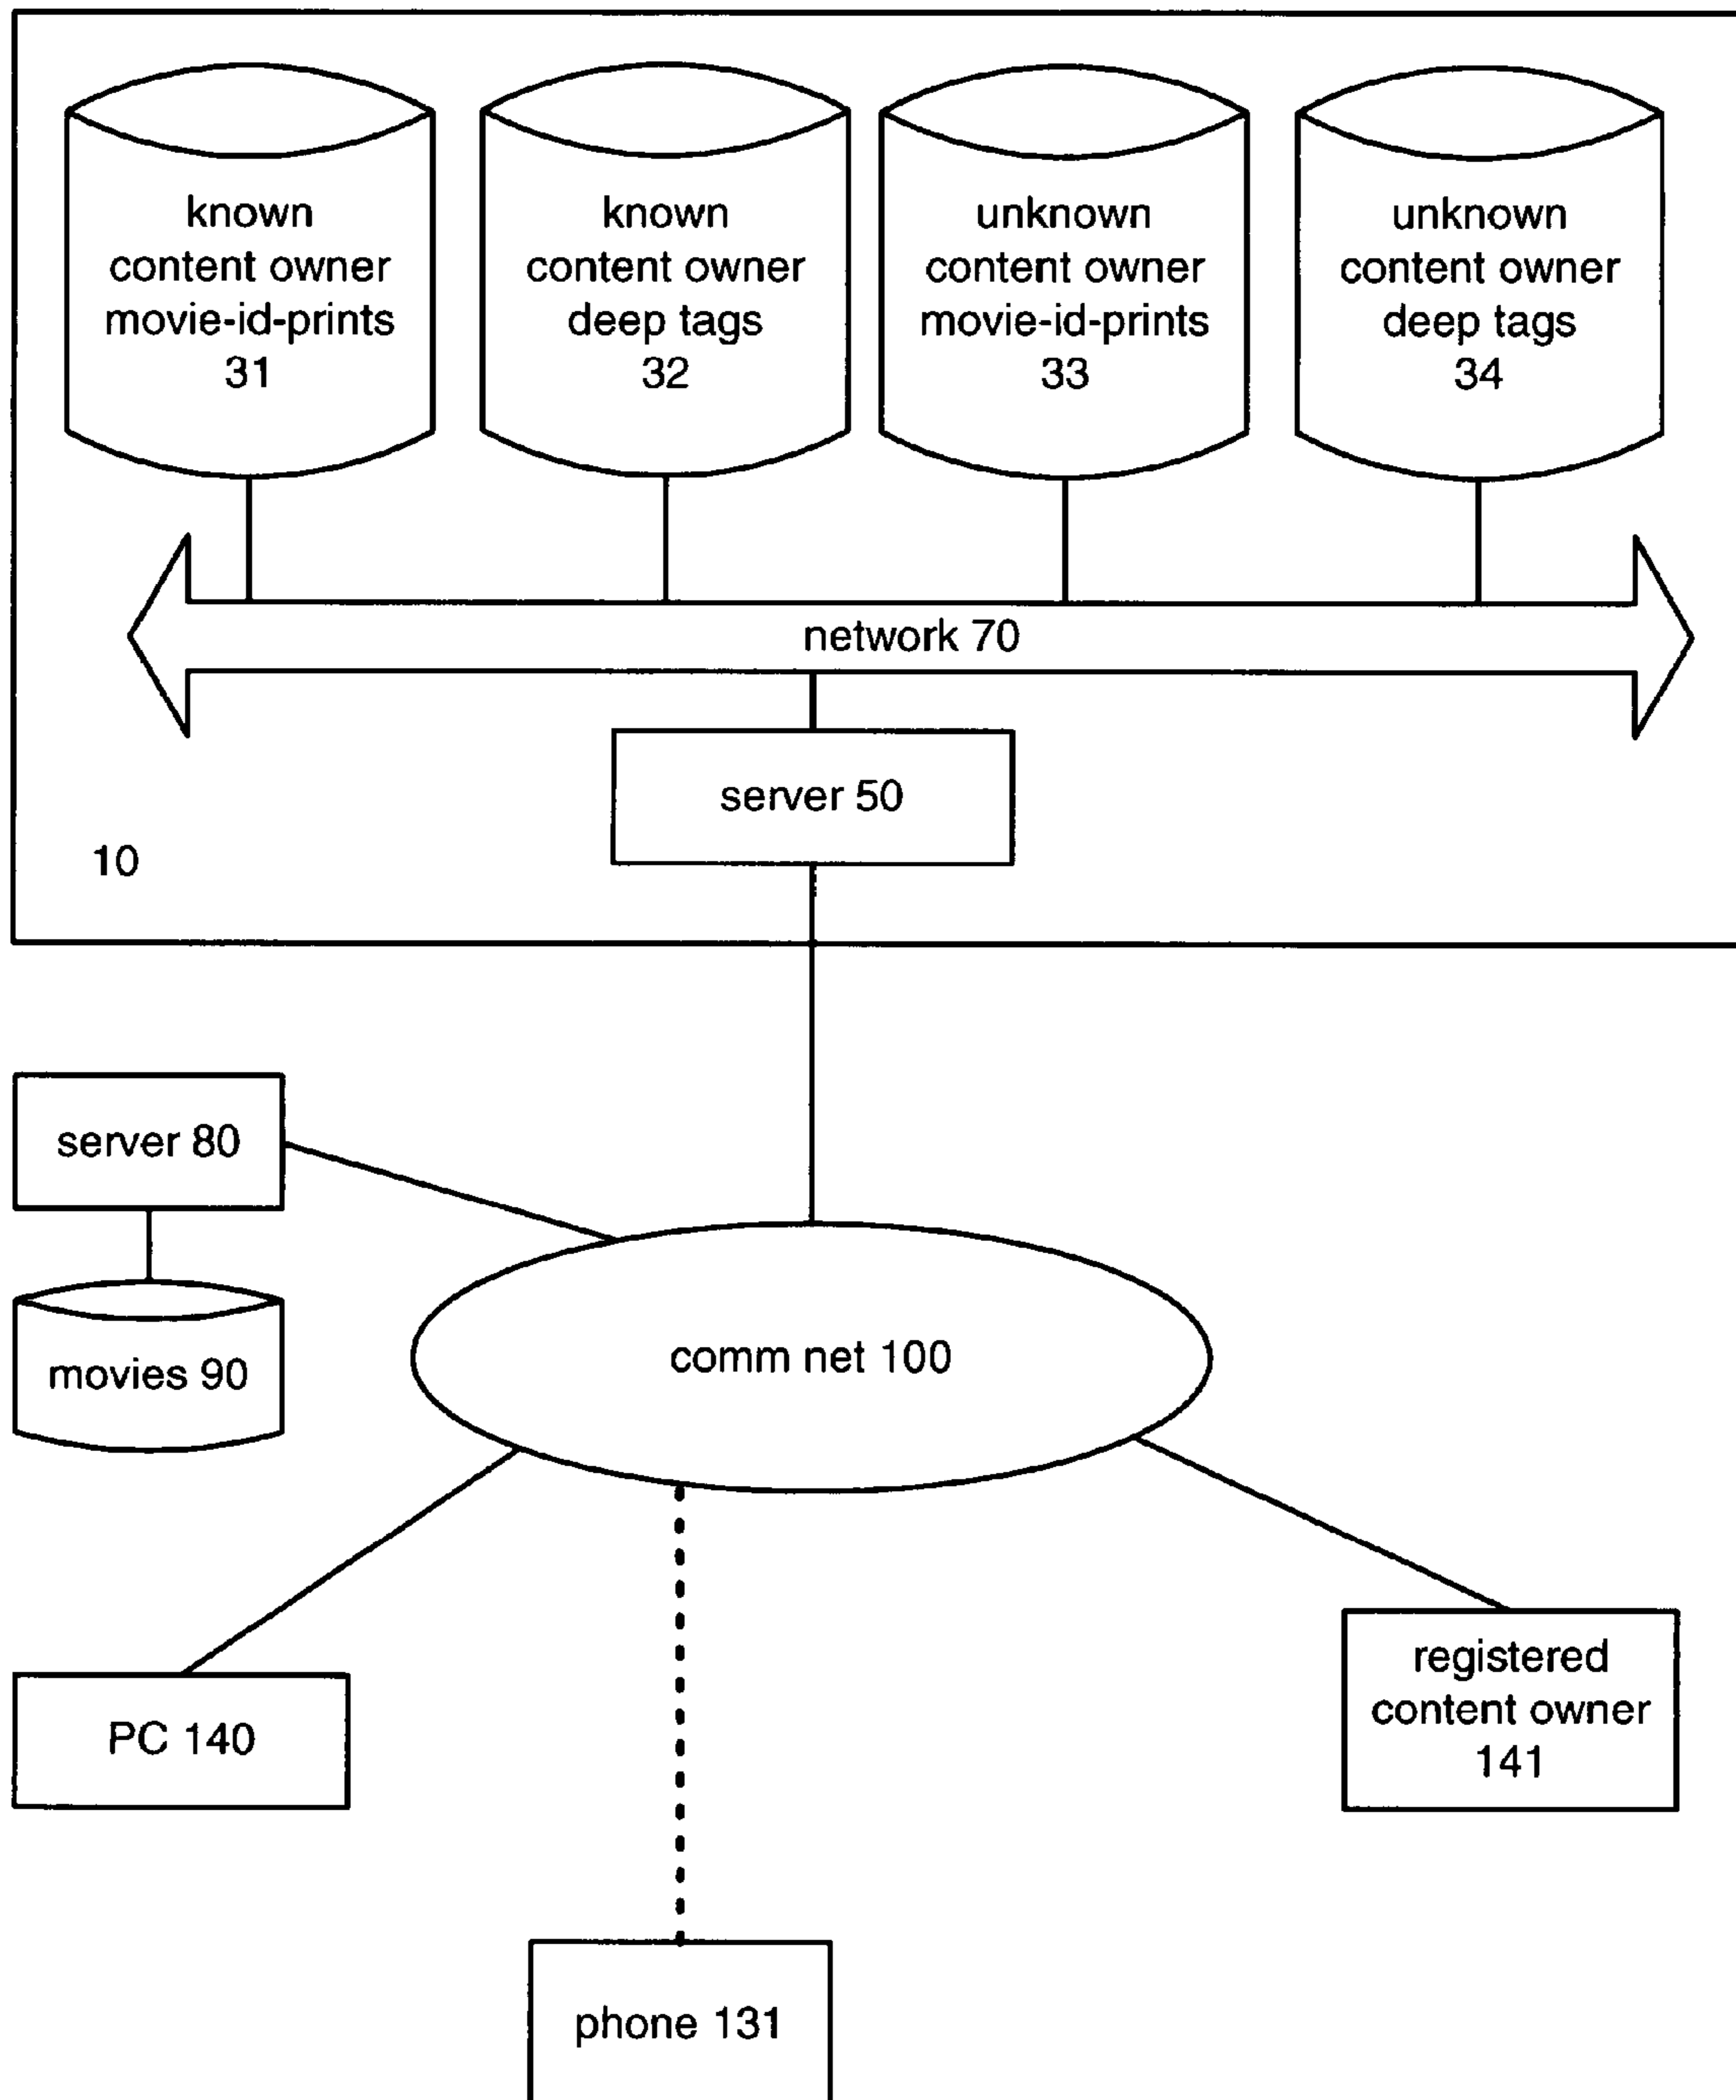 known
content owner
movie-id-prints
31
known
content owner
deep tags
32
unknown
content owner
movie-id-prints
33
unknown
content owner
deep tags
34
network 70
server 50
10
server 80
movies 90
comm net 100
PC 140
registered
content owner
141
phone 131